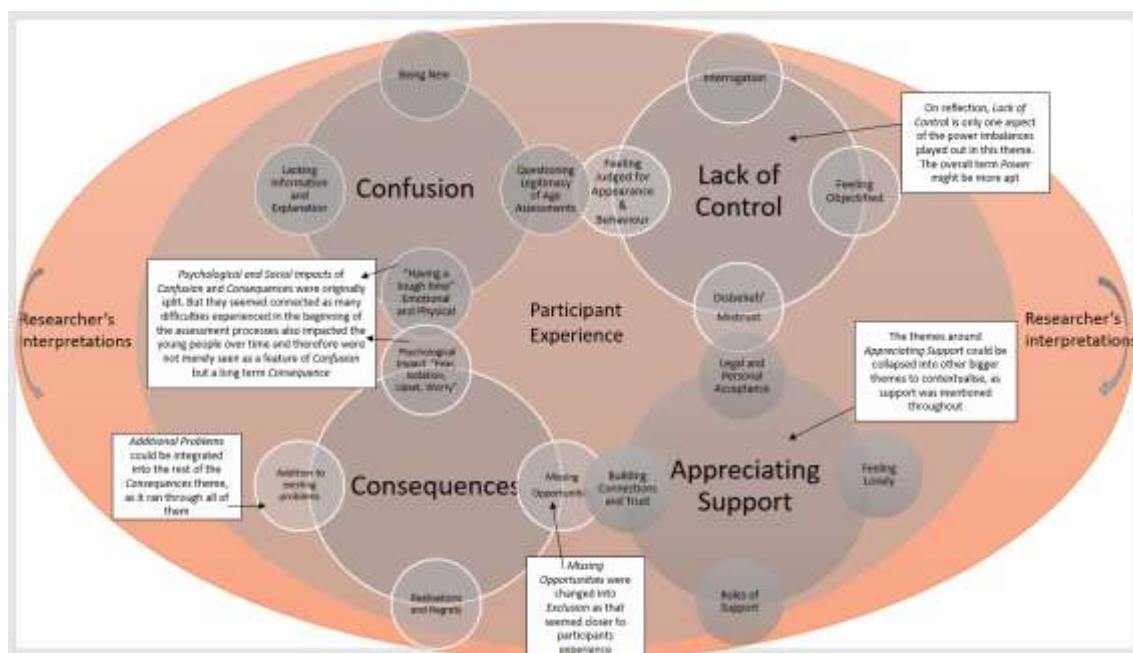 Being New
Interrogation
On reflection, Lack of
Control is only one aspect
of the power imbalances
played out in this theme.
The overall term Power
might be more apt
Lacking
Information
and
Explanation
Confusion
Questioning
Legitimacy
of Age
Assessments
Feeling
Judged for
Appearance
&
Behaviour
Lack of
Control
Feeling
Objectified
Psychological and Social Impacts of
Confusion and Consequences were originally
split. But they seemed connected as many
difficulties experienced in the beginning of
the assessment processes also impacted the
young people over time and therefore were
not merely seen as a feature of Confusion
but a long term Consequence
"Having a
tough time"
Emotional
and Physical
Participant
Experience
Disbelief/
Mistrust
Researcher's
interpretations
Researcher's
interpretations
Psychological
Impact "Fear,
Isolation,
Upset, Worry"
Legal and
Personal
Acceptance
The themes around
Appreciating Support could be
collapsed into other bigger
themes to contextualise, as
support was mentioned
throughout
Additional Problems
could be integrated
into the rest of the
Consequences theme,
as it ran through all of
them
Addition to
existing
problems
Consequences
Missing
Opportuniti
Building
Connections
and Trust
Appreciating
Support
Feeling
Lonely
Missing
Opportunities were
changed into
Exclusion as that
seemed closer to
participants
experience
Realisations
and Regrets
Roles of
Support